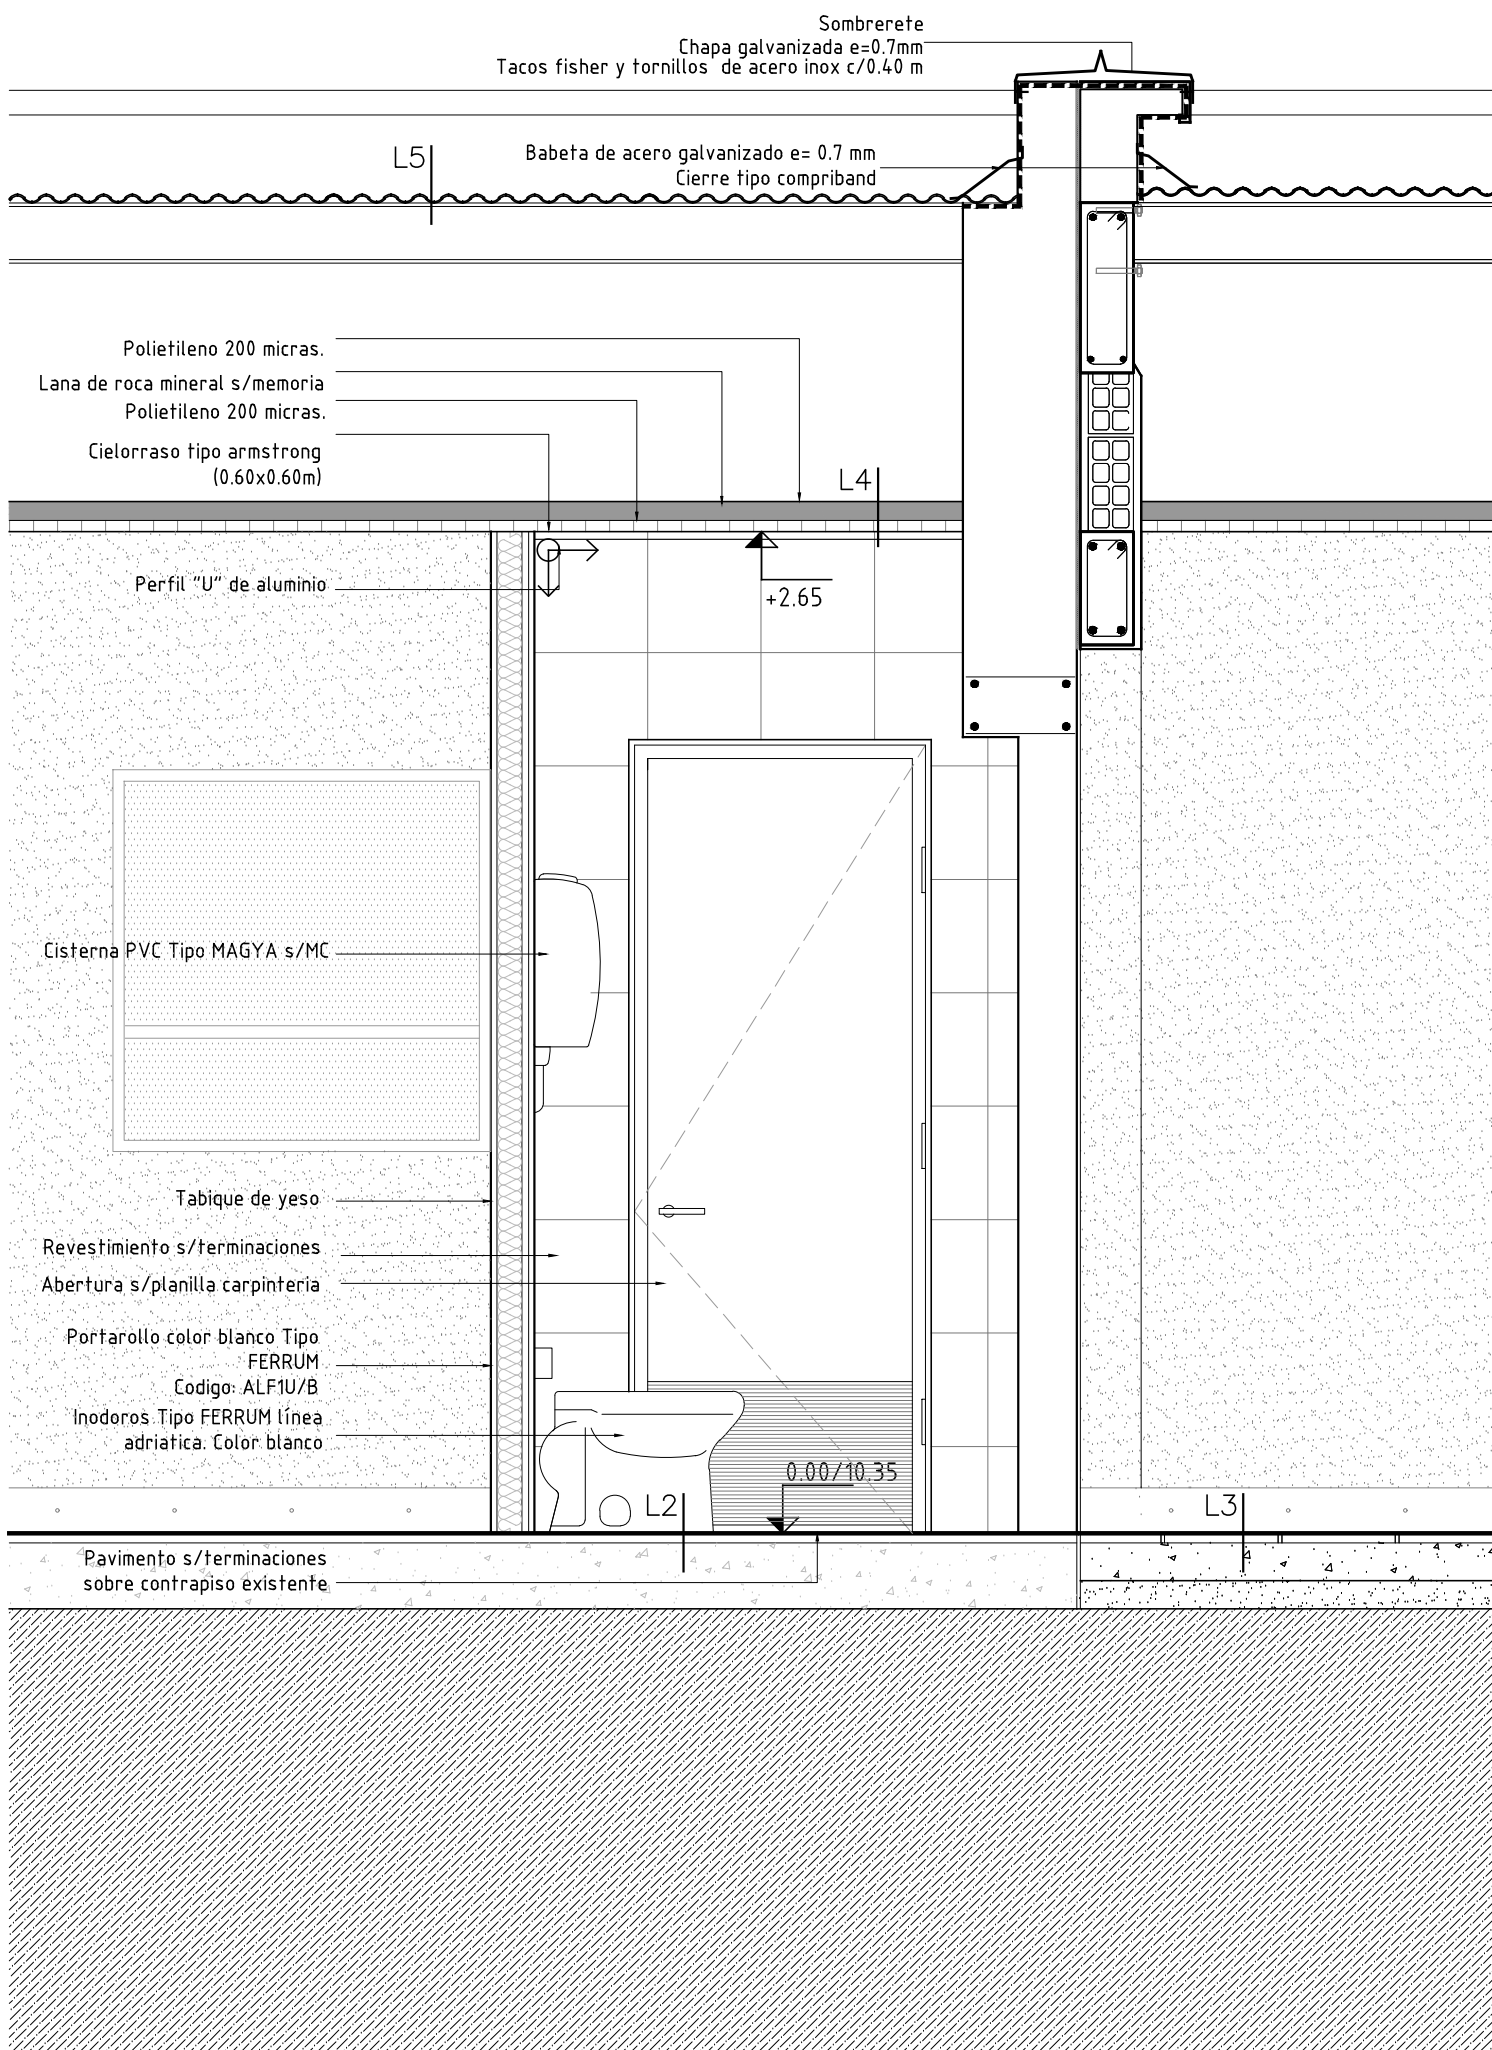 Sombrerete
Chapa galvanizada e=0.7mm
Tacos fisher y tornillos de acero inox c/0.40 m
L5
Babeta de acero galvanizado e= 0.7 mm
Cierre tipo compriband
Polietileno 200 micras.
Lana de roca mineral s/memoria
Polietileno 200 micras.
Cielorraso tipo armstrong
(0.60x0.60m)
L4
Perfil "U" de aluminio
+2.65
Cisterna PVC Tipo MAGYA s/MC
Tabique de yeso
Revestimiento s/terminaciones
Abertura s/planilla carpinteria
Portarollo color blanco Tipo
FERRUM
Codigo: ALF1U/B
Inodoros Tipo FERRUM línea
adriatica. Color blanco
0.00/10.35
L2
L3
Pavimento s/terminaciones
sobre contrapiso existente